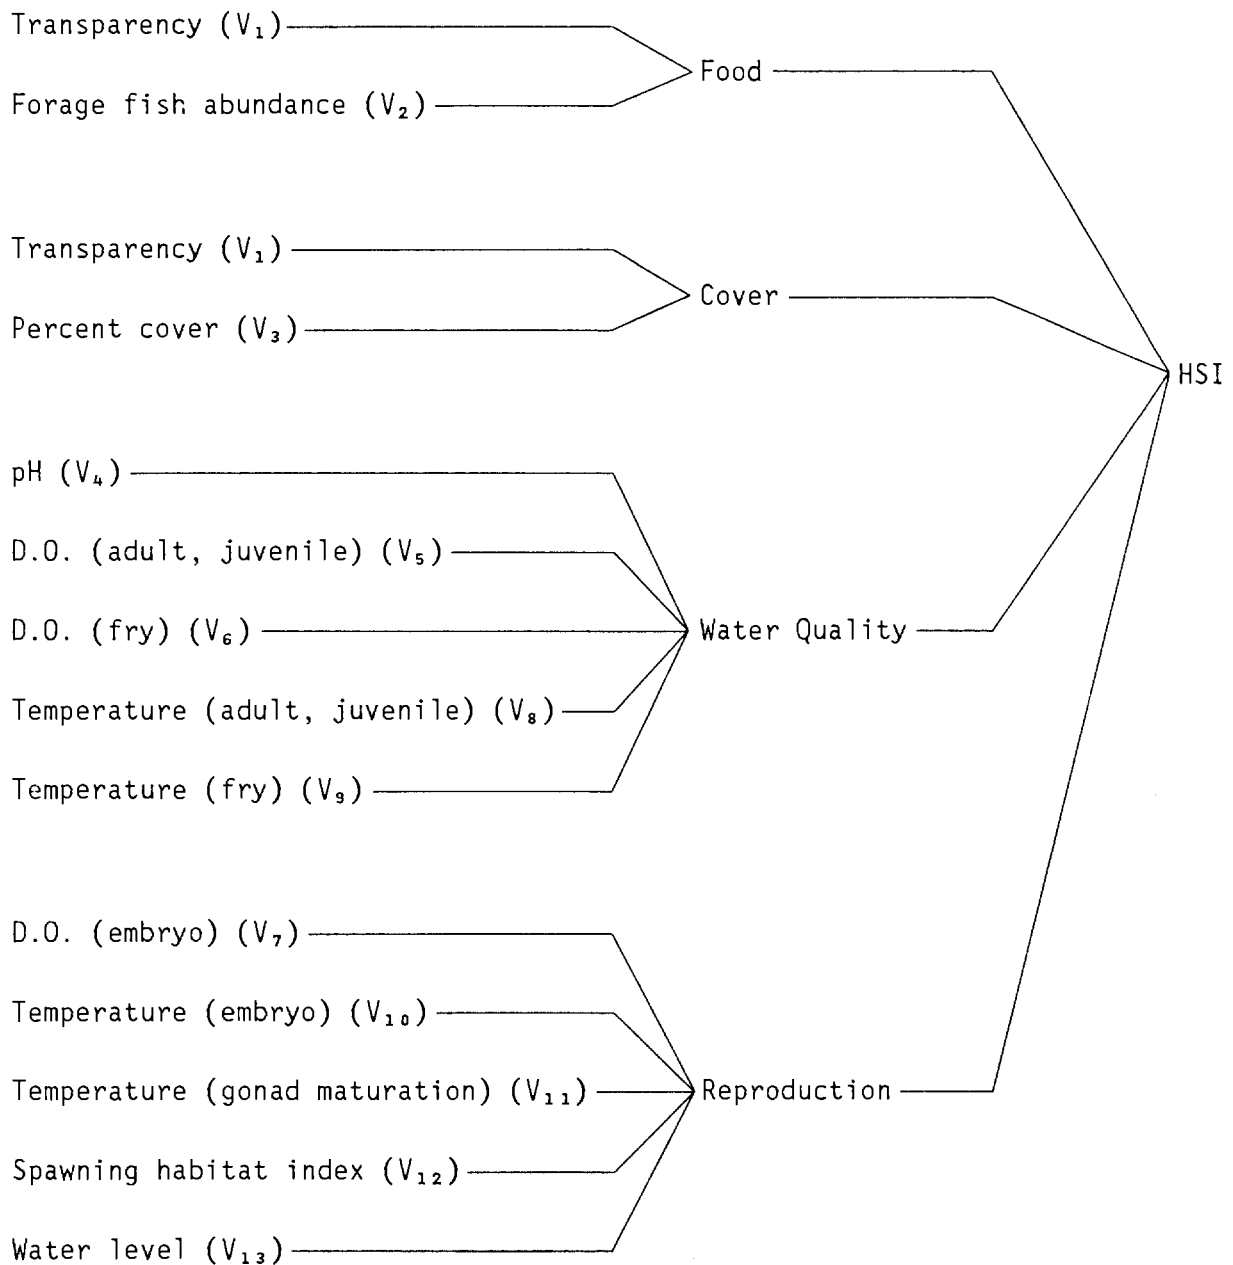 Transparency (V₁)
Food
Forage fish abundance (V₂)
Transparency (V₁)
Cover
Percent cover (V₃)
HSI
pH (V₄)
D.O. (adult, juvenile) (V₅)
D.O. (fry) (V₆)
Water Quality
Temperature (adult, juvenile) (V₈)
Temperature (fry) (V₉)
D.O. (embryo) (V₇)
Temperature (embryo) (V₁₀)
Temperature (gonad maturation) (V₁₁)
Reproduction
Spawning habitat index (V₁₂)
Water level (V₁₃)